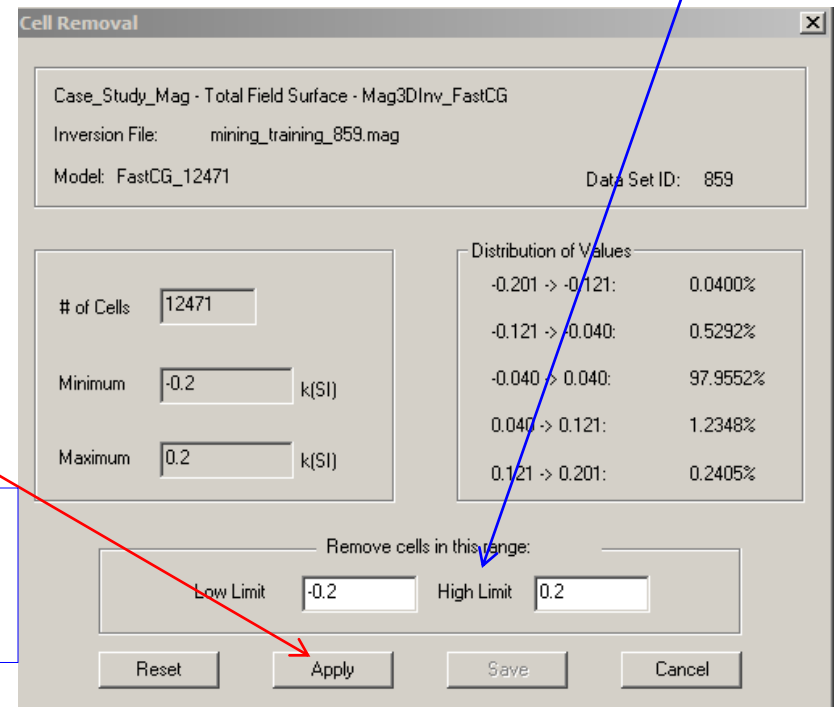 Cell Removal
Case_Study_Mag - Total Field Surface - Mag3DInv_FastCG
Inversion File: mining_training_859.mag
Model: FastCG_12471 Data Set ID: 859
# of Cells 12471
Minimum -0.2 k(SI)
Maximum 0.2 k(SI)
Distribution of Values
-0.201 -> -0.121: 0.0400%
-0.121 -> -0.040: 0.5292%
-0.040 -> 0.040: 97.9552%
0.040 -> 0.121: 1.2348%
0.121 -> 0.201: 0.2405%
Remove cells in this range:
Low Limit -0.2 High Limit 0.2
Reset Apply Save Cancel